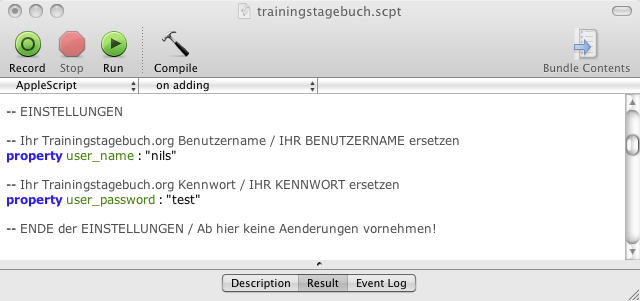 trainingstagebuch.scpt
Record Stop Run Compile Bundle Contents
AppleScript on adding
-- EINSTELLUNGEN
-- Ihr Trainingstagebuch.org Benutzername / IHR BENUTZERNAME ersetzen
property user_name : "nils"
-- Ihr Trainingstagebuch.org Kennwort / IHR KENNWORT ersetzen
property user_password : "test"
-- ENDE der EINSTELLUNGEN / Ab hier keine Aenderungen vornehmen!
Description Result Event Log